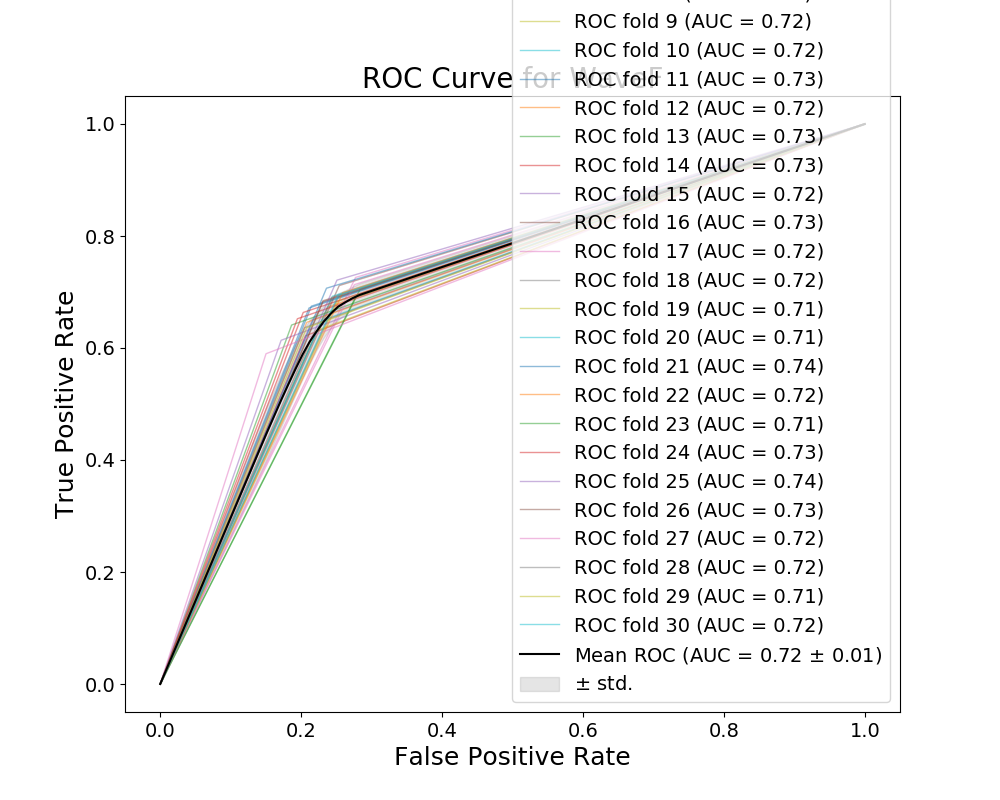 ROC fold 9 (AUC = 0.72)
ROC fold 10 (AUC = 0.72)
ROC Curve for WaveF
ROC fold 11 (AUC = 0.73)
ROC fold 12 (AUC = 0.72)
ROC fold 13 (AUC = 0.73)
ROC fold 14 (AUC = 0.73)
ROC fold 15 (AUC = 0.72)
ROC fold 16 (AUC = 0.73)
ROC fold 17 (AUC = 0.72)
ROC fold 18 (AUC = 0.72)
ROC fold 19 (AUC = 0.71)
ROC fold 20 (AUC = 0.71)
ROC fold 21 (AUC = 0.74)
ROC fold 22 (AUC = 0.72)
ROC fold 23 (AUC = 0.71)
ROC fold 24 (AUC = 0.73)
ROC fold 25 (AUC = 0.74)
ROC fold 26 (AUC = 0.73)
ROC fold 27 (AUC = 0.72)
ROC fold 28 (AUC = 0.72)
ROC fold 29 (AUC = 0.71)
ROC fold 30 (AUC = 0.72)
Mean ROC (AUC = 0.72 ± 0.01)
± std.
True Positive Rate
1.0
0.8
0.6
0.4
0.2
0.0
0.0 0.2 0.4 0.6 0.8 1.0
False Positive Rate